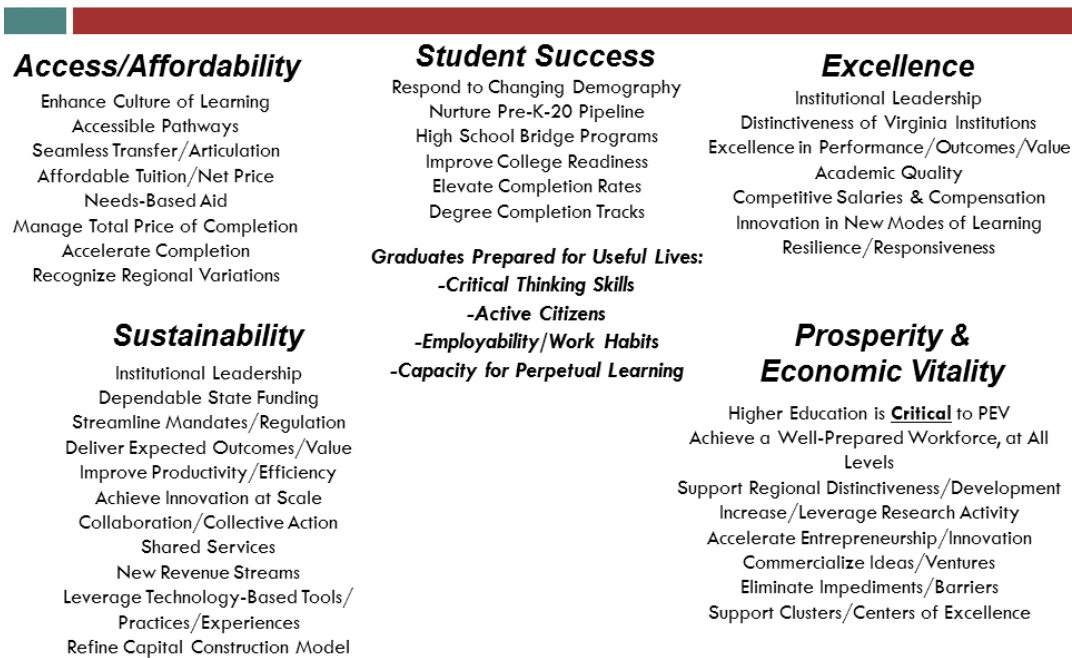 Access/Affordability
Enhance Culture of Learning
Accessible Pathways
Seamless Transfer/Articulation
Affordable Tuition/Net Price
Needs-Based Aid
Manage Total Price of Completion
Accelerate Completion
Recognize Regional Variations
Student Success
Respond to Changing Demography
Nurture Pre-K-20 Pipeline
High School Bridge Programs
Improve College Readiness
Elevate Completion Rates
Degree Completion Tracks
Graduates Prepared for Useful Lives:
-Critical Thinking Skills
-Active Citizens
-Employability/Work Habits
-Capacity for Perpetual Learning
Excellence
Institutional Leadership
Distinctiveness of Virginia Institutions
Excellence in Performance/Outcomes/Value
Academic Quality
Competitive Salaries & Compensation
Innovation in New Modes of Learning
Resilience/Responsiveness
Sustainability
Institutional Leadership
Dependable State Funding
Streamline Mandates/Regulation
Deliver Expected Outcomes/Value
Improve Productivity/Efficiency
Achieve Innovation at Scale
Collaboration/Collective Action
Shared Services
New Revenue Streams
Leverage Technology-Based Tools/
Practices/Experiences
Refine Capital Construction Model
Prosperity &
Economic Vitality
Higher Education is Critical to PEV
Achieve a Well-Prepared Workforce, at All
Levels
Support Regional Distinctiveness/Development
Increase/Leverage Research Activity
Accelerate Entrepreneurship/Innovation
Commercialize Ideas/Ventures
Eliminate Impediments/Barriers
Support Clusters/Centers of Excellence